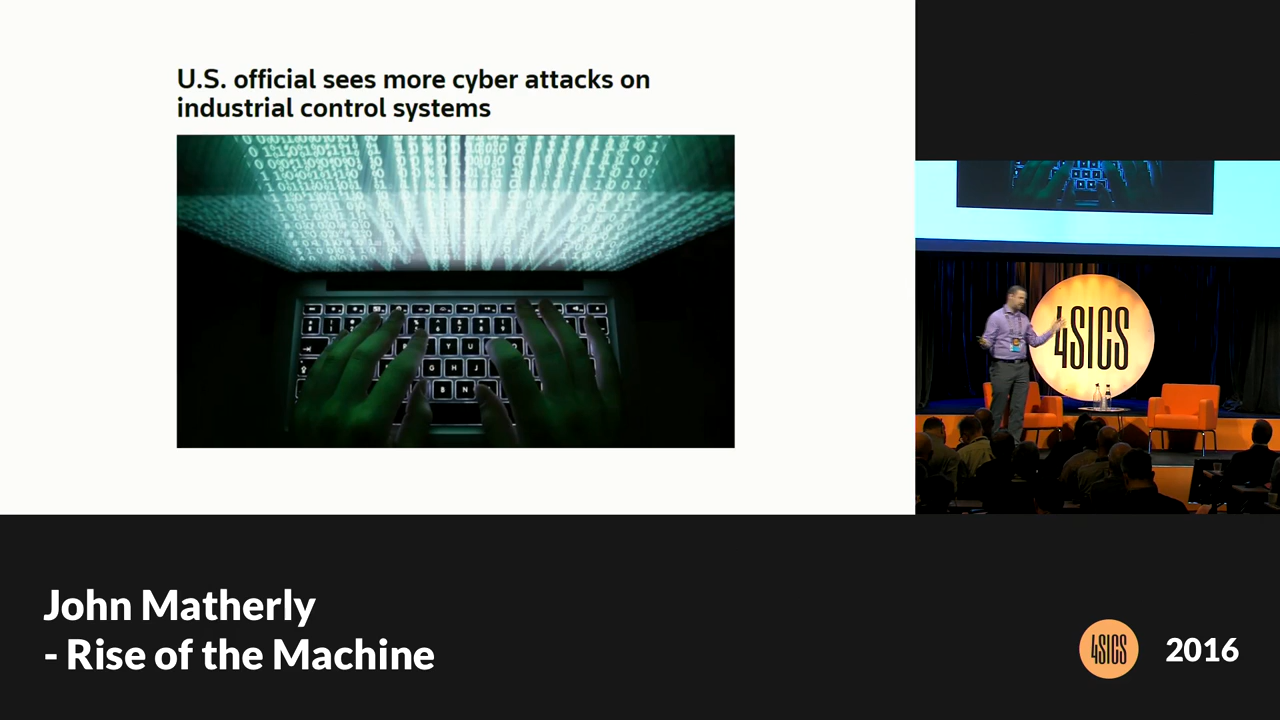 U.S. official sees more cyber attacks on
industrial control systems
4SICS
John Matherly
- Rise of the Machine
4SICS
2016